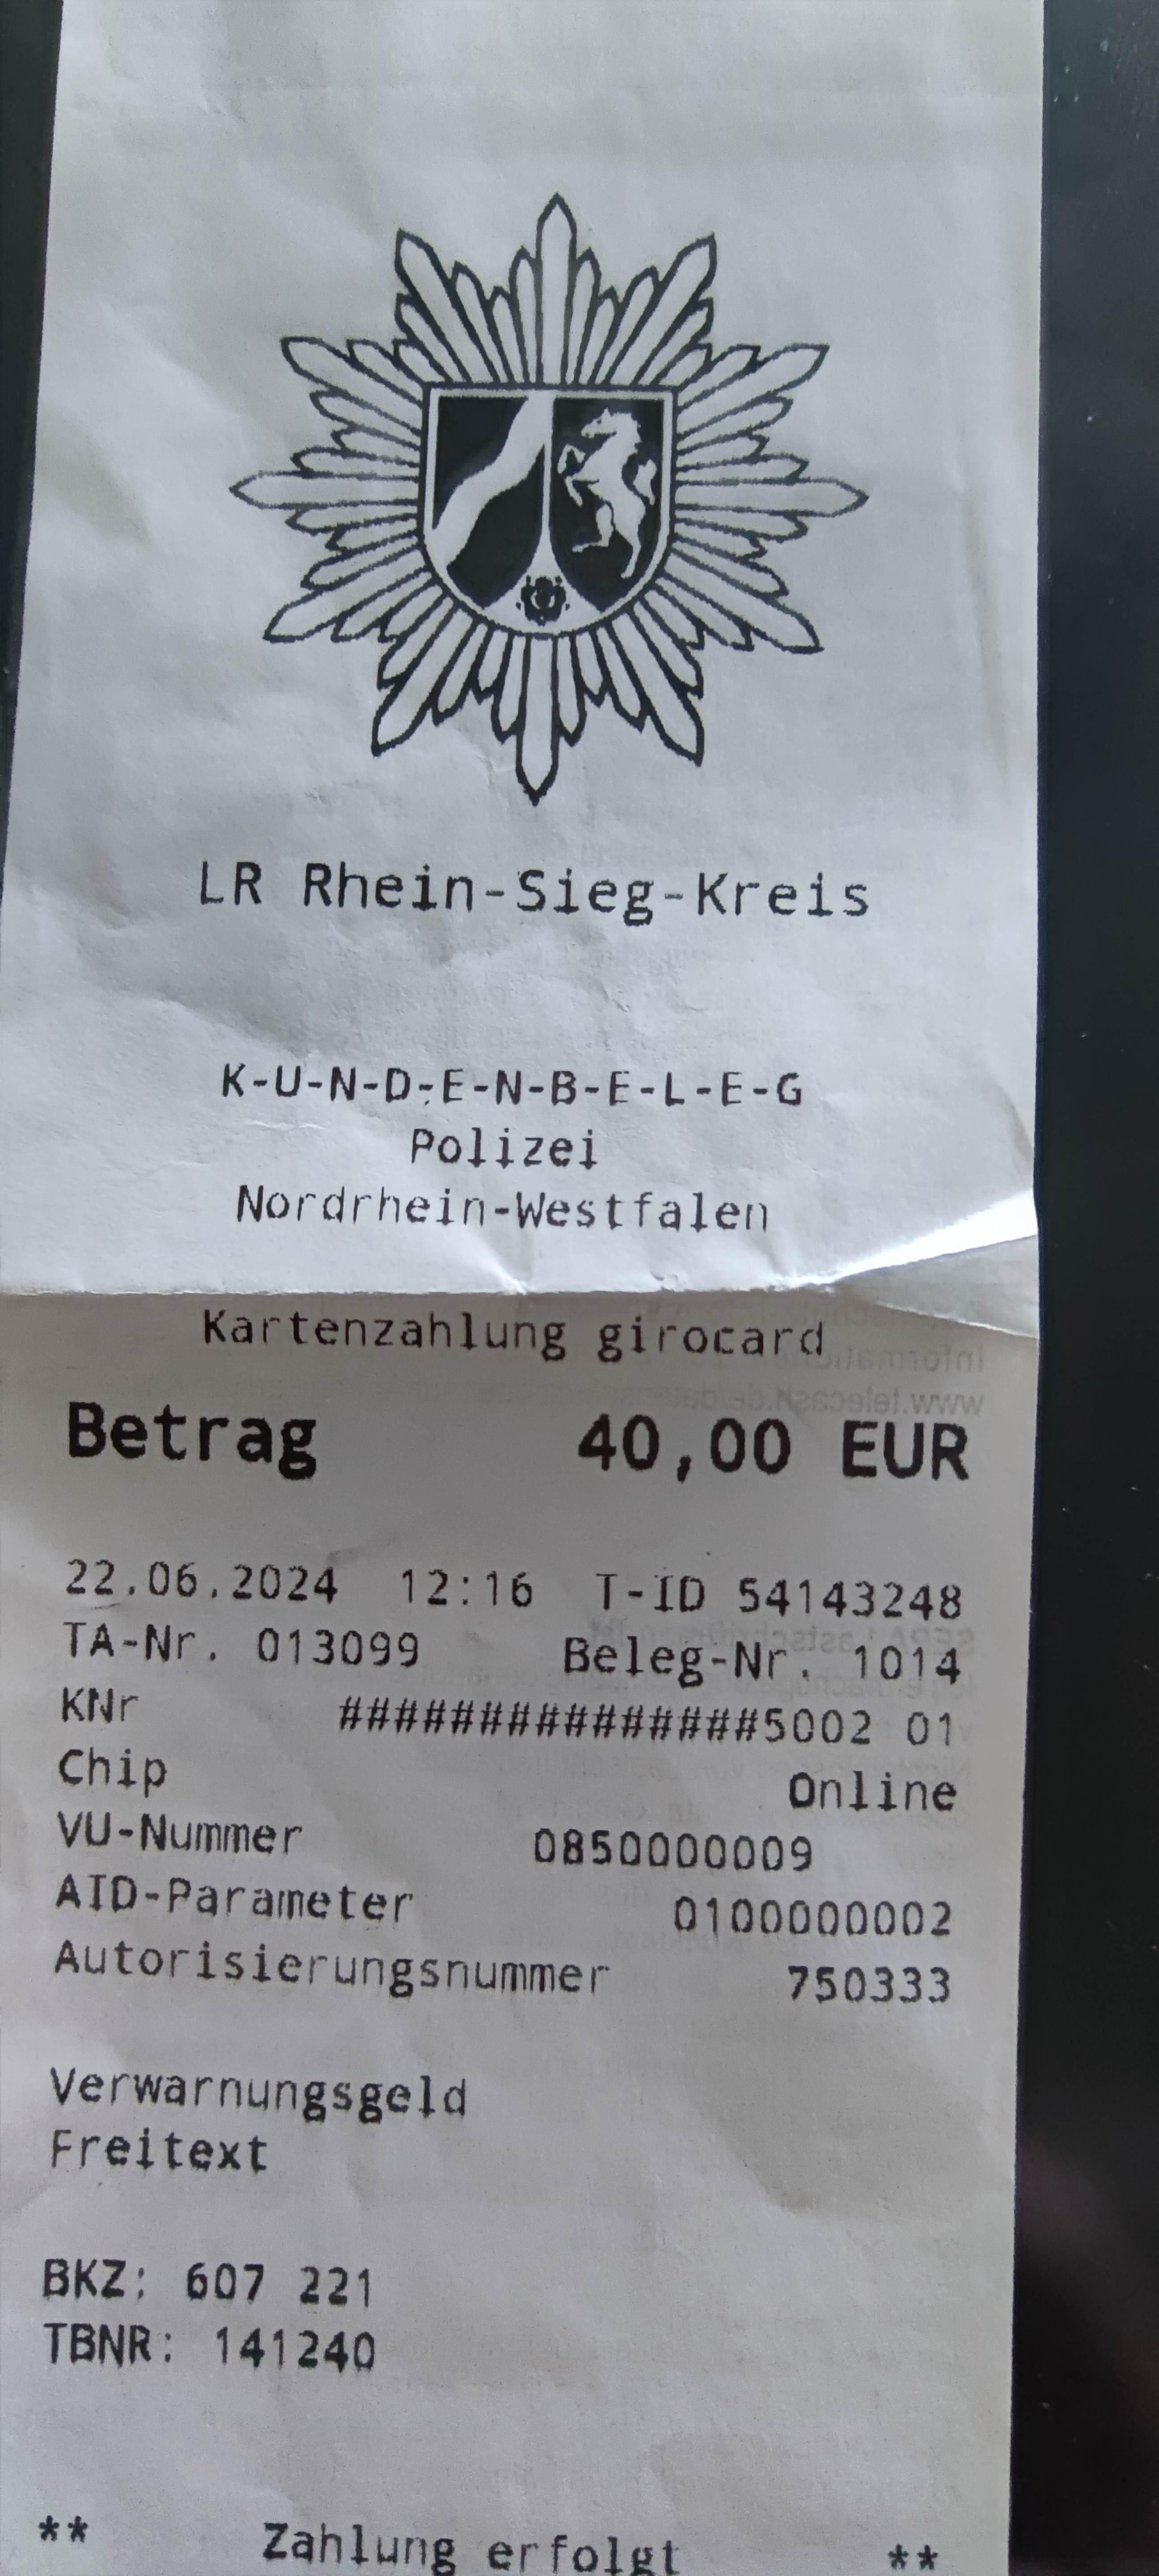 LR Rhein-Sieg-Kreis
K-U-N-D-E-N-B-E-L-E-G
Polizei
Nordrhein-Westfalen
Kartenzahlung girocard
Betrag 40,00 EUR
22.06.2024 12:16 T-ID 54143248
TA-Nr. 013099 Beleg-Nr. 1014
KNr ###############5002 01
Chip Online
VU-Nummer 0850000009
AID-Parameter 0100000002
Autorisierungsnummer 750333
Verwarnungsgeld
Freitext
BKZ: 607 221
TBNR: 141240
** Zahlung erfolgt **